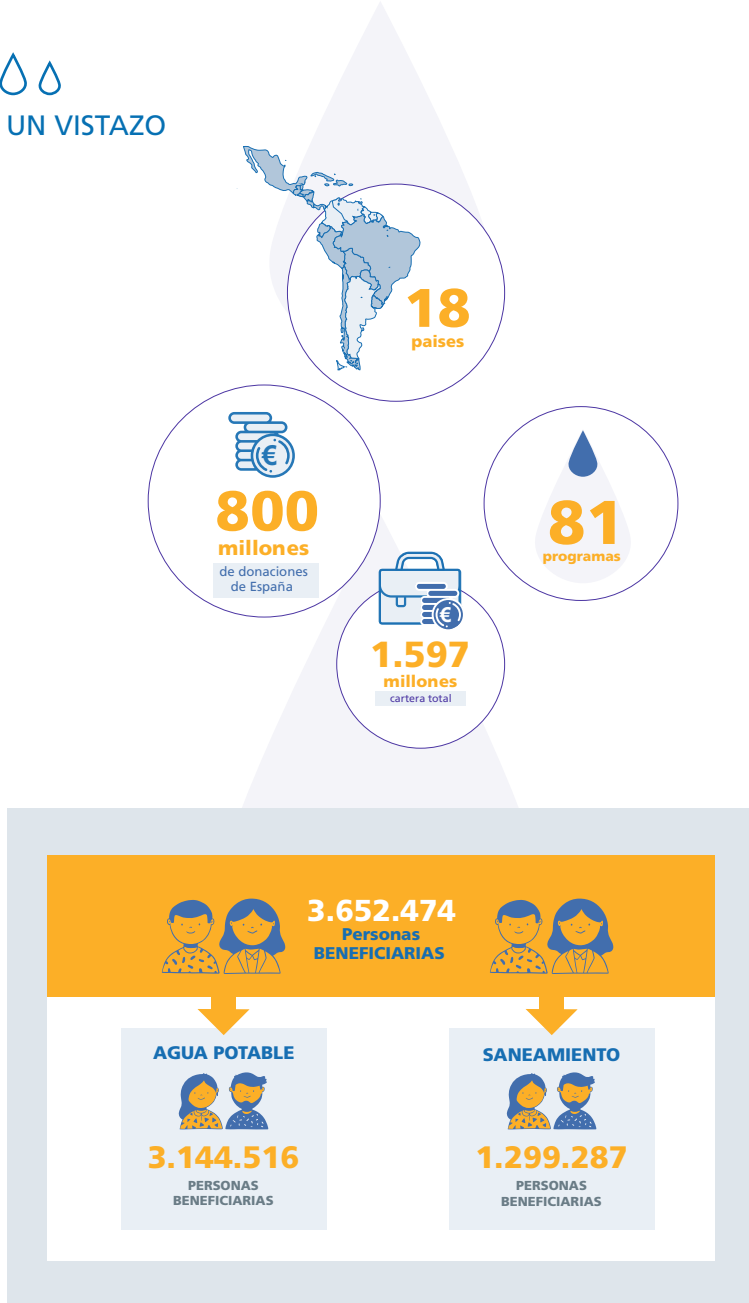 UN VISTAZO
18
paises
800
millones
de donaciones
de España
81
programas
1.597
millones
cartera total
3.652.474
Personas
BENEFICIARIAS
AGUA POTABLE
3.144.516
PERSONAS
BENEFICIARIAS
SANEAMIENTO
1.299.287
PERSONAS
BENEFICIARIAS